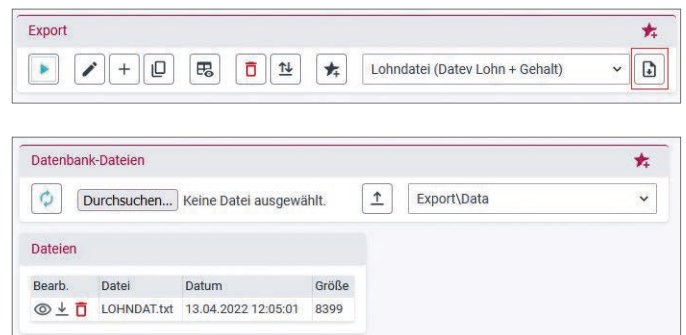 Export
Lohndatei (Datev Lohn + Gehalt)
Datenbank-Dateien
Durchsuchen... Keine Datei ausgewählt. Export\Data
Dateien
Bearb. Datei Datum Größe
LOHNDAT.txt 13.04.2022 12:05:01 8399